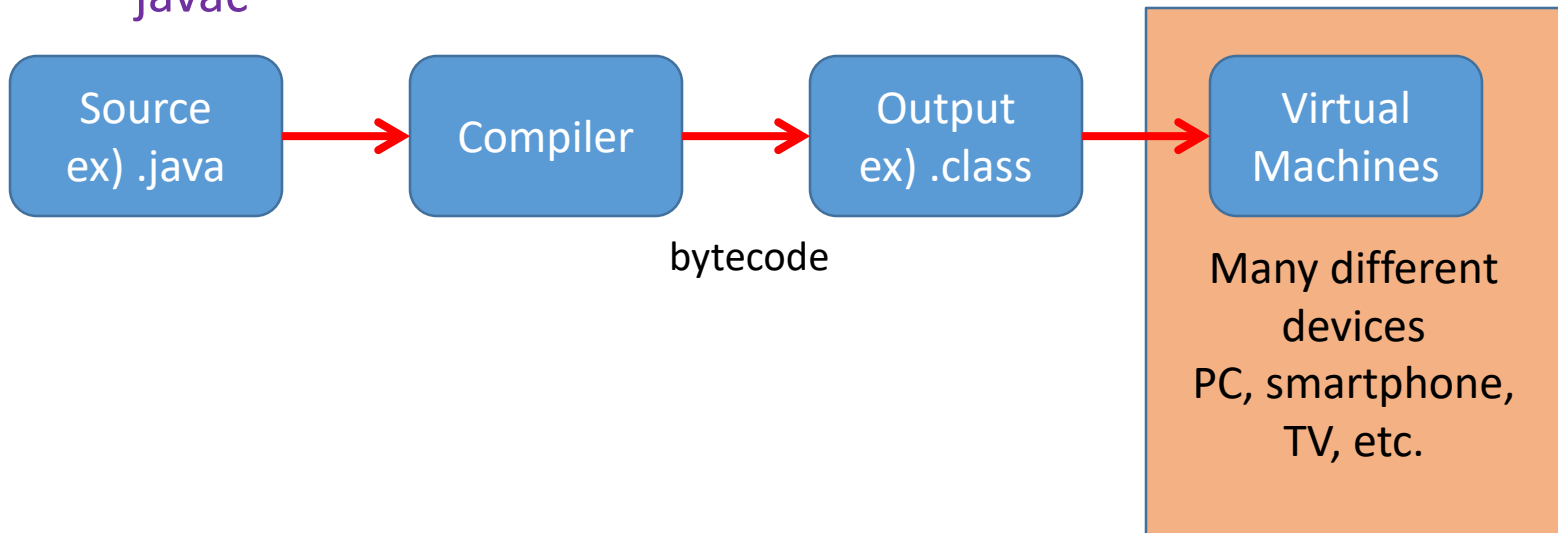 javac
Source
ex) .java
Compiler
Output
ex) .class
Virtual
Machines
bytecode
Many different
devices
PC, smartphone,
TV, etc.